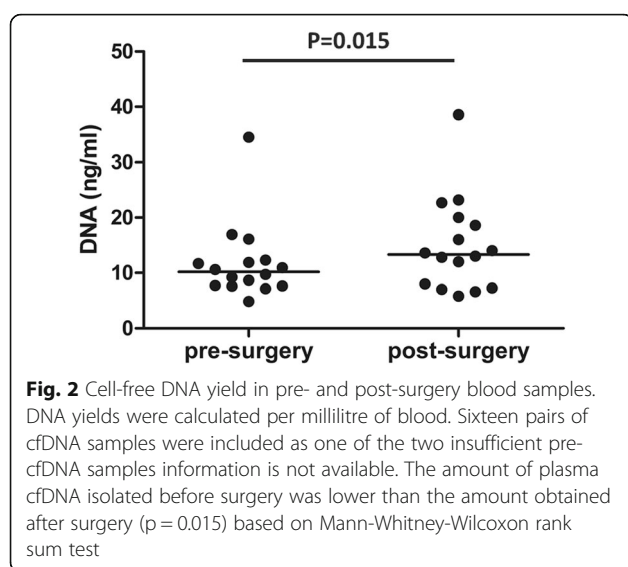 P=0.015
50
40
30
20
10
0
DNA (ng/ml)
pre-surgery post-surgery
Fig. 2 Cell-free DNA yield in pre- and post-surgery blood samples.
DNA yields were calculated per millilitre of blood. Sixteen pairs of
cfDNA samples were included as one of the two insufficient pre-
cfDNA samples information is not available. The amount of plasma
cfDNA isolated before surgery was lower than the amount obtained
after surgery (p = 0.015) based on Mann-Whitney-Wilcoxon rank
sum test